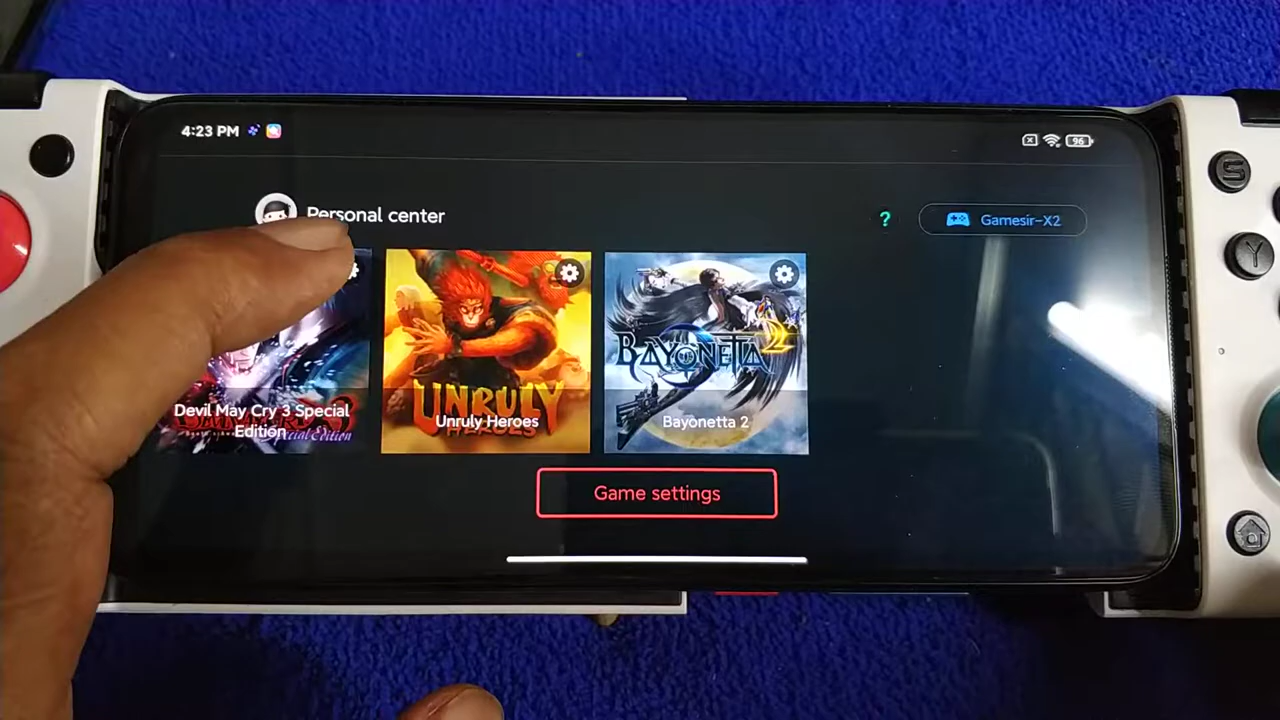 4:23 PM
96
Personal center
?
Gamesir-X2
Devil May Cry 3 Special
Edition
UNRULY
HEROES
Unruly Heroes
BAYONETTA 2
Bayonetta 2
Game settings
S
Y